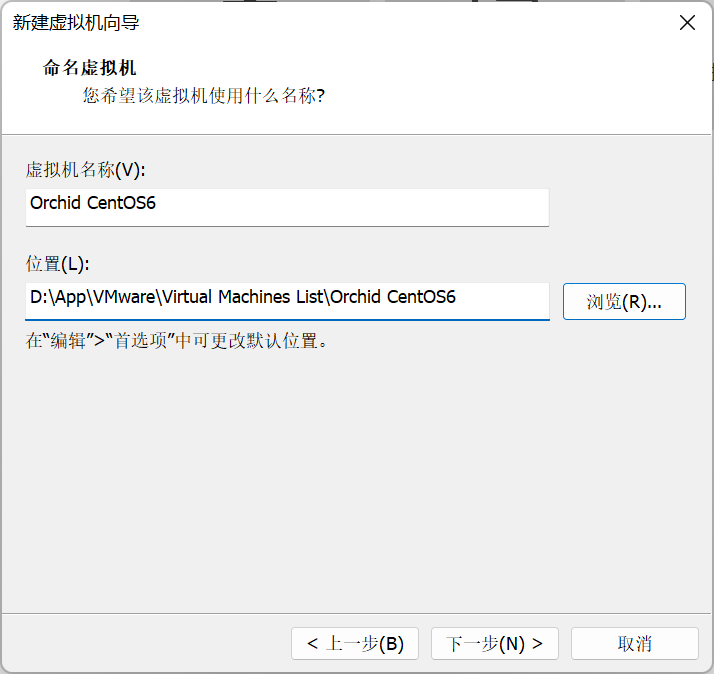 新建虚拟机向导
命名虚拟机
您希望该虚拟机使用什么名称?
虚拟机名称(V):
Orchid CentOS6
位置(L):
D:\App\VMware\Virtual Machines List\Orchid CentOS6
浏览(R)...
在“编辑”>“首选项”中可更改默认位置。
< 上一步(B)
下一步(N) >
取消